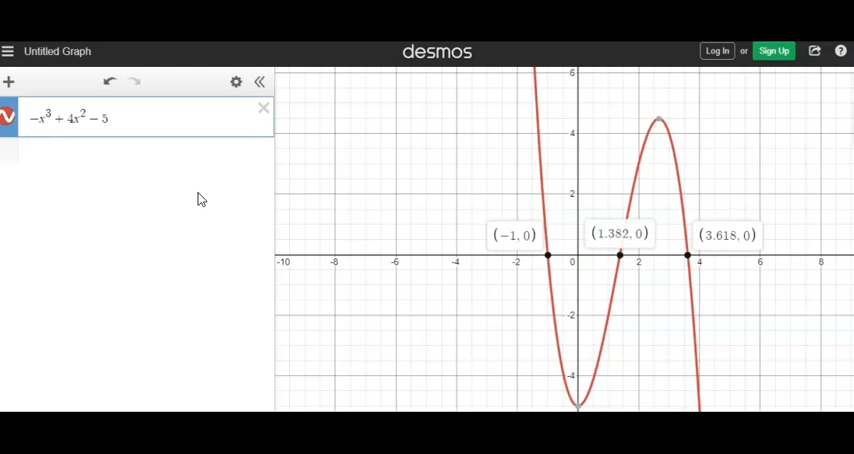 Untitled Graph
desmos
Log In or Sign Up
?
−x³ + 4x² − 5
6
4
2
(−1, 0)
(1.382, 0)
(3.618, 0)
-10 -8 -6 -4 -2 0 2 4 6 8
-2
-4